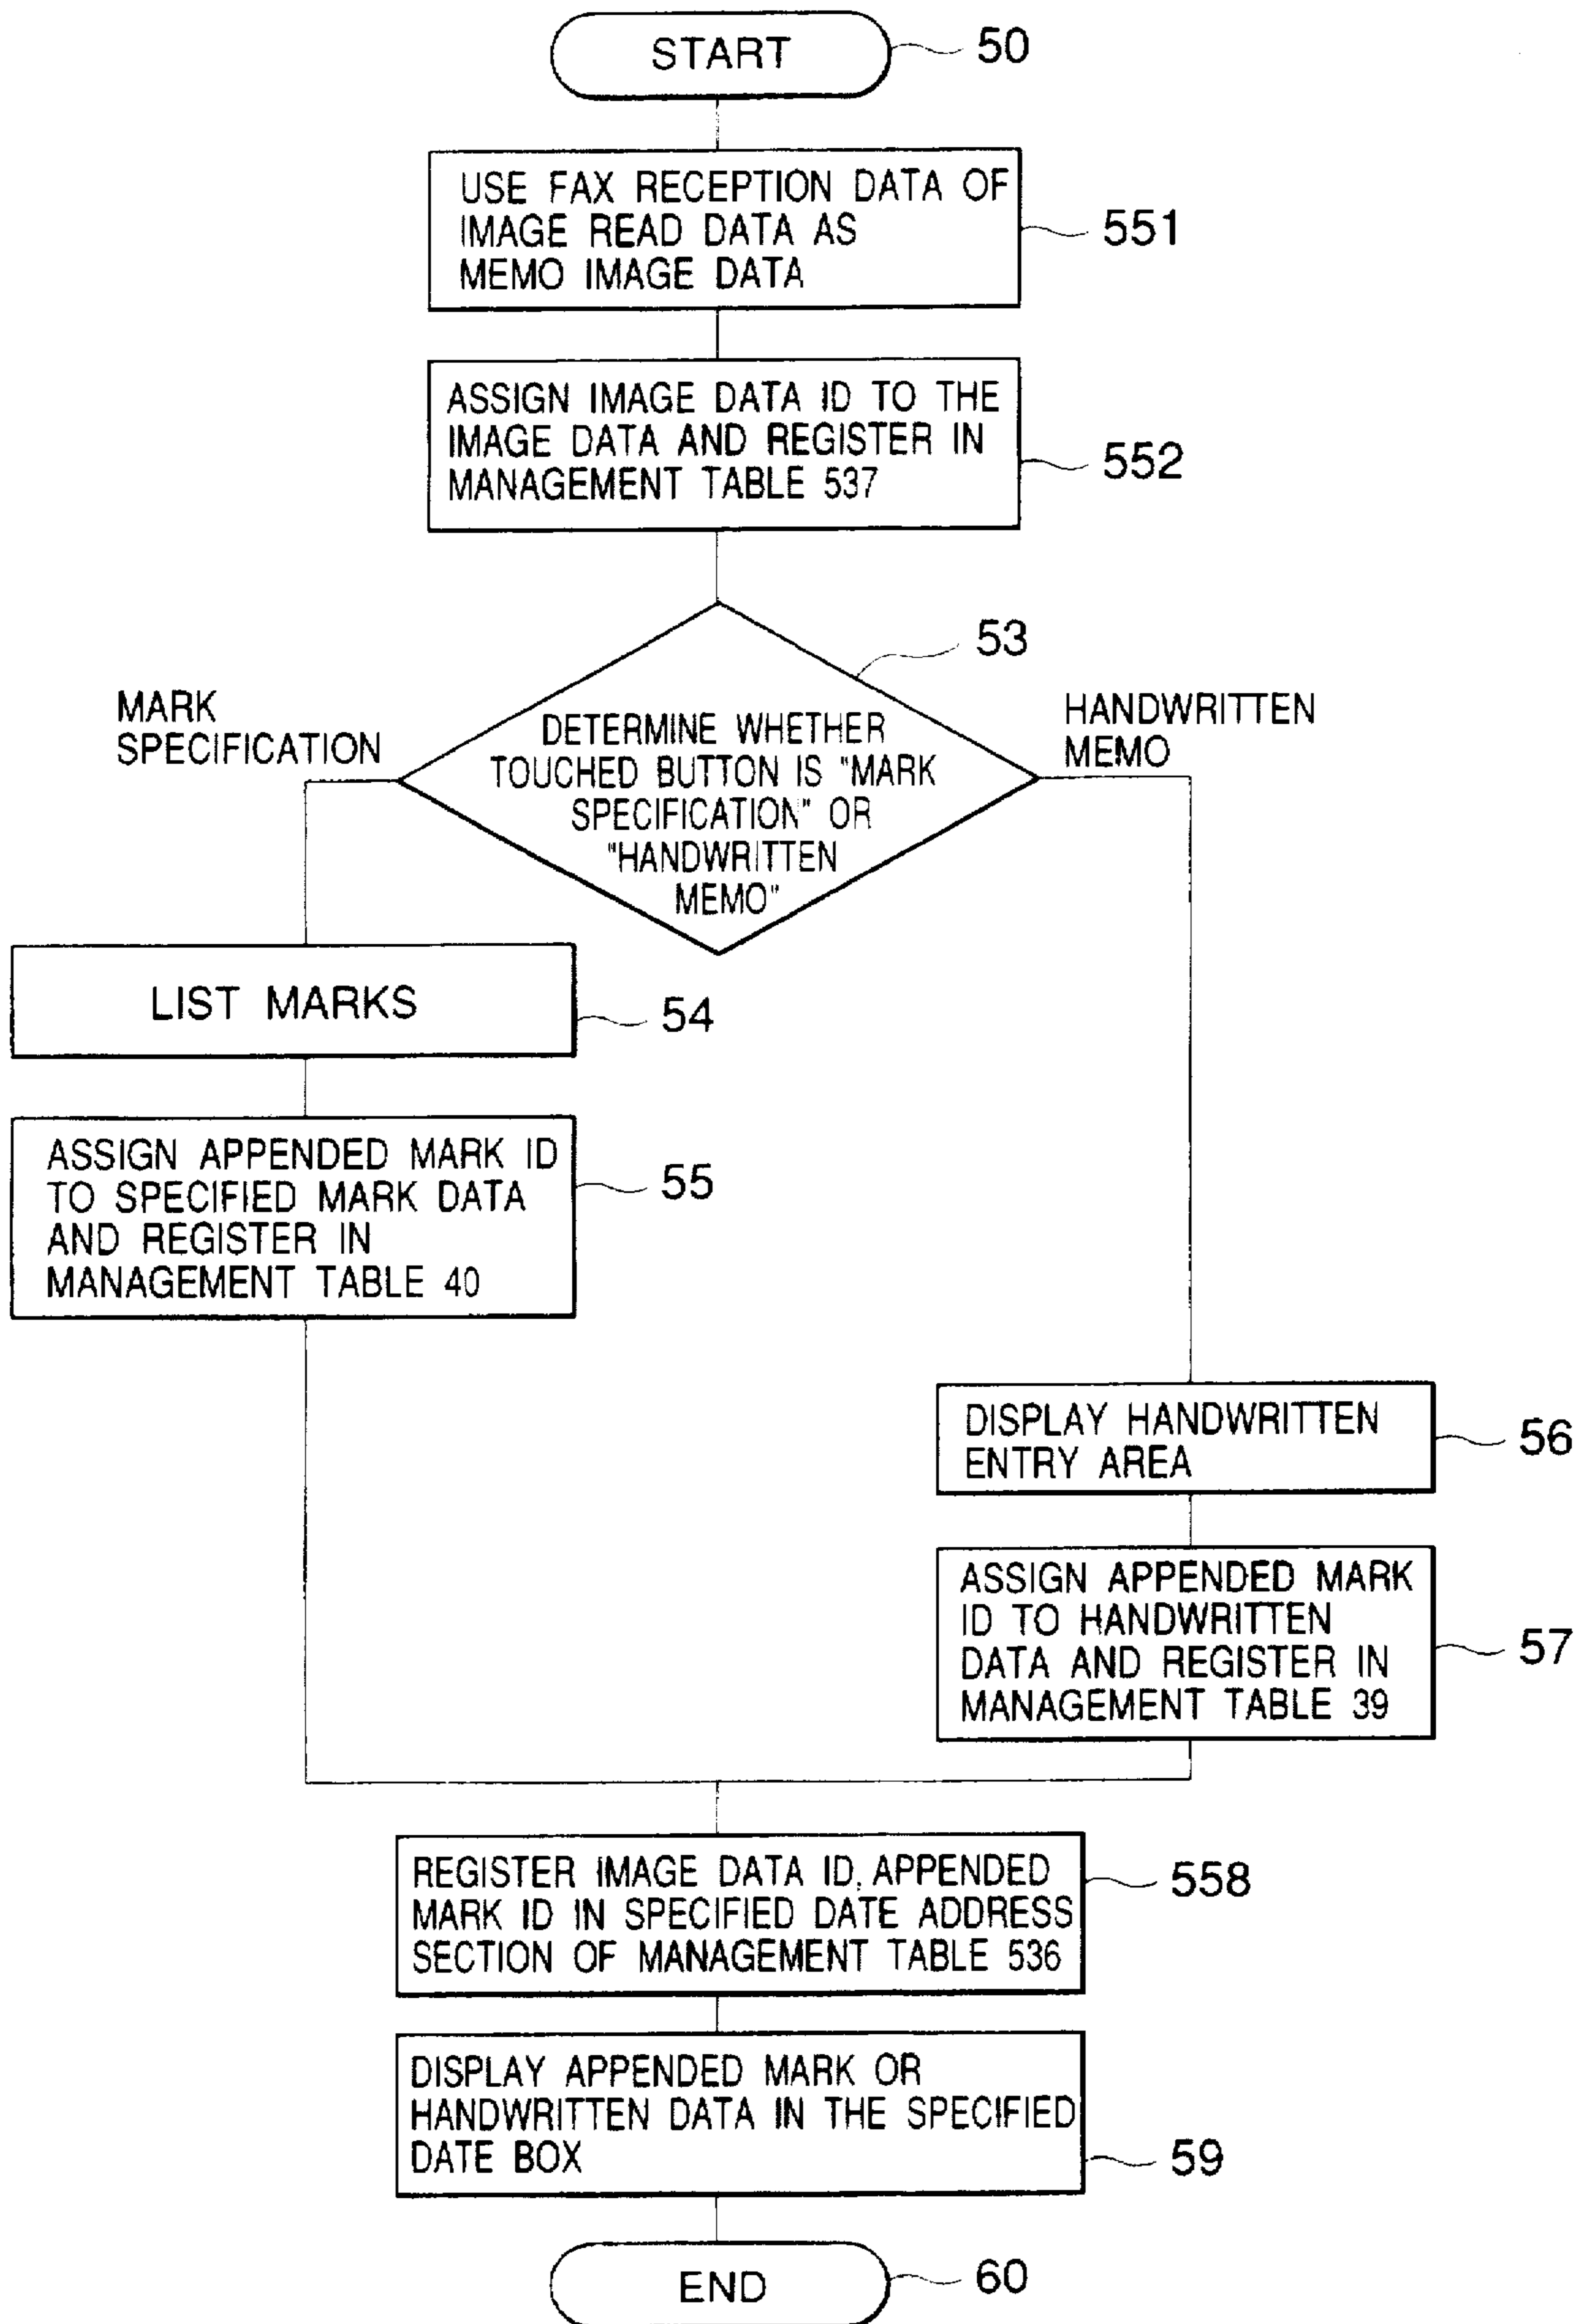 START
50
USE FAX RECEPTION DATA OF
IMAGE READ DATA AS
MEMO IMAGE DATA
551
ASSIGN IMAGE DATA ID TO THE
IMAGE DATA AND REGISTER IN
MANAGEMENT TABLE 537
552
53
DETERMINE WHETHER
TOUCHED BUTTON IS "MARK
SPECIFICATION" OR
"HANDWRITTEN
MEMO"
MARK
SPECIFICATION
HANDWRITTEN
MEMO
LIST MARKS
54
ASSIGN APPENDED MARK ID
TO SPECIFIED MARK DATA
AND REGISTER IN
MANAGEMENT TABLE 40
55
DISPLAY HANDWRITTEN
ENTRY AREA
56
ASSIGN APPENDED MARK
ID TO HANDWRITTEN
DATA AND REGISTER IN
MANAGEMENT TABLE 39
57
REGISTER IMAGE DATA ID, APPENDED
MARK ID IN SPECIFIED DATE ADDRESS
SECTION OF MANAGEMENT TABLE 536
558
DISPLAY APPENDED MARK OR
HANDWRITTEN DATA IN THE SPECIFIED
DATE BOX
59
END
60